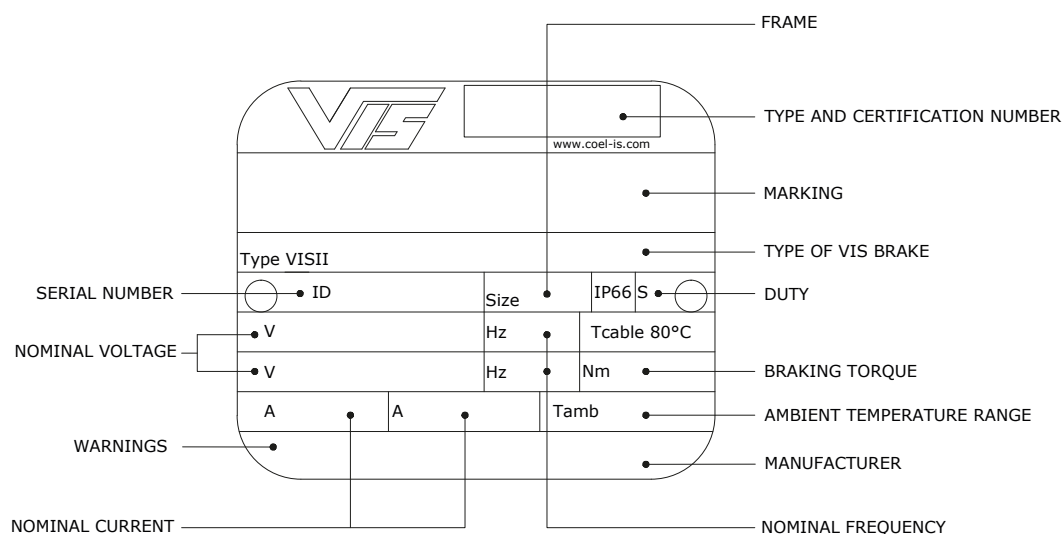 FRAME
VIS
TYPE AND CERTIFICATION NUMBER
www.coel-is.com
MARKING
TYPE OF VIS BRAKE
Type VISII
SERIAL NUMBER
ID
Size
IP66
S
DUTY
NOMINAL VOLTAGE
V
Hz
Tcable 80°C
V
Hz
Nm
BRAKING TORQUE
A
A
Tamb
AMBIENT TEMPERATURE RANGE
WARNINGS
MANUFACTURER
NOMINAL CURRENT
NOMINAL FREQUENCY